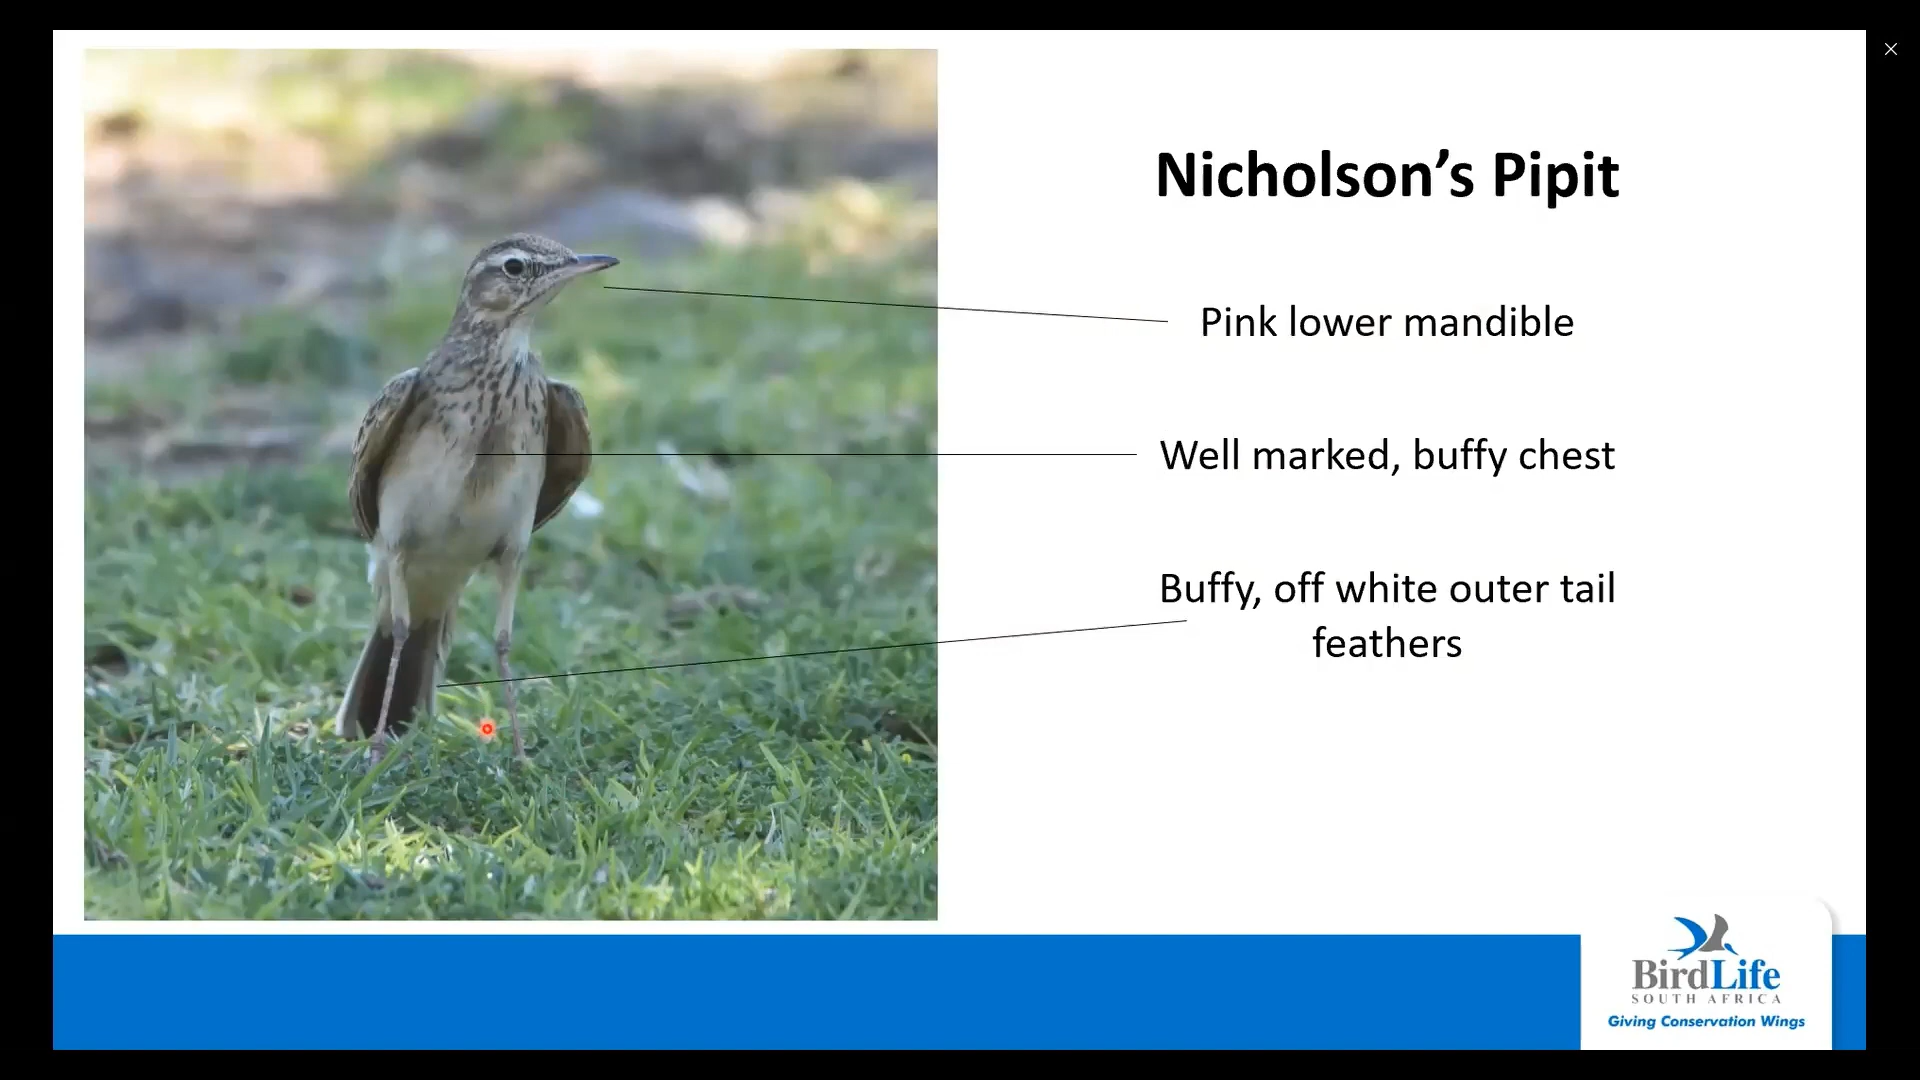 Nicholson’s Pipit
Pink lower mandible
Well marked, buffy chest
Buffy, off white outer tail
feathers
BirdLife
SOUTH AFRICA
Giving Conservation Wings